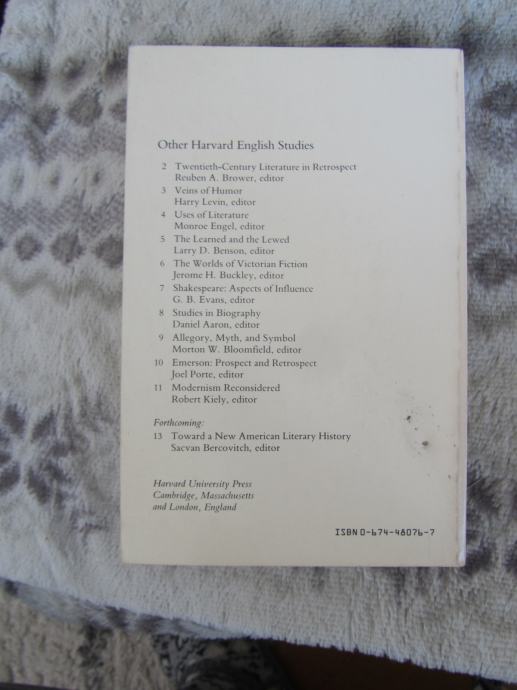 Other Harvard English Studies
2 Twentieth-Century Literature in Retrospect
Reuben A. Brower, editor
3 Veins of Humor
Harry Levin, editor
4 Uses of Literature
Monroe Engel, editor
5 The Learned and the Lewed
Larry D. Benson, editor
6 The Worlds of Victorian Fiction
Jerome H. Buckley, editor
7 Shakespeare: Aspects of Influence
G. B. Evans, editor
8 Studies in Biography
Daniel Aaron, editor
9 Allegory, Myth, and Symbol
Morton W. Bloomfield, editor
10 Emerson: Prospect and Retrospect
Joel Porte, editor
11 Modernism Reconsidered
Robert Kiely, editor
Forthcoming:
13 Toward a New American Literary History
Sacvan Bercovitch, editor
Harvard University Press
Cambridge, Massachusetts
and London, England
ISBN 0-674-48076-7